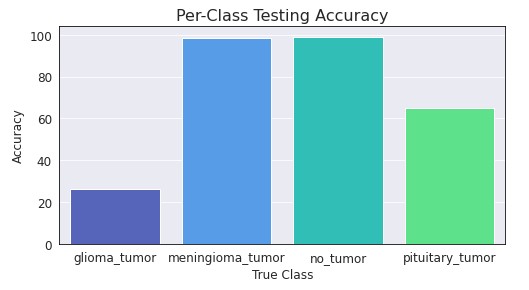 Per-Class Testing Accuracy
Accuracy
100
80
60
40
20
0
glioma_tumor meningioma_tumor no_tumor pituitary_tumor
True Class